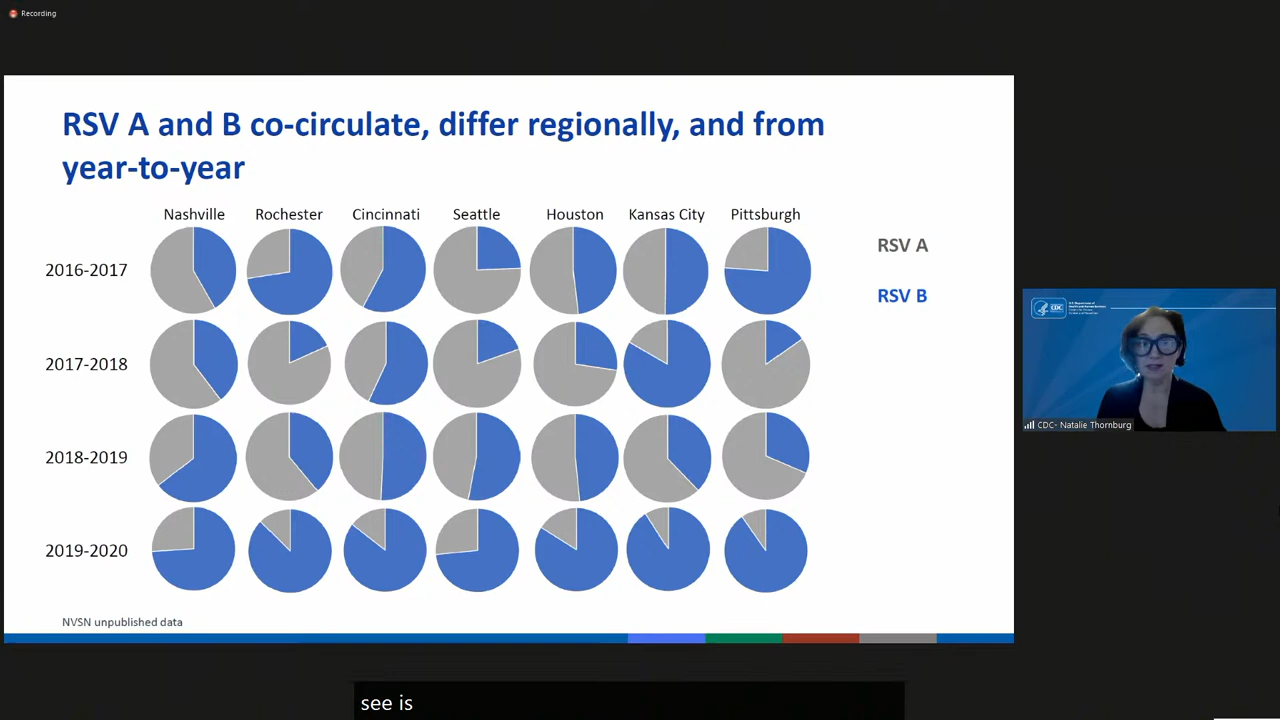 Recording
RSV A and B co-circulate, differ regionally, and from
year-to-year
Nashville Rochester Cincinnati Seattle Houston Kansas City Pittsburgh
2016-2017
RSV A
RSV B
2017-2018
2018-2019
2019-2020
NVSN unpublished data
CDC
CDC- Natalie Thornburg
see is